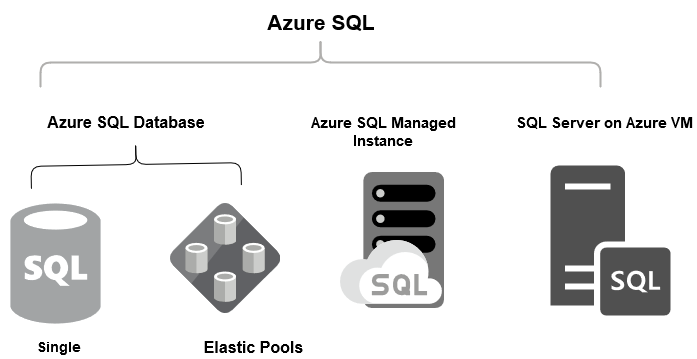 Azure SQL
Azure SQL Database
Azure SQL Managed
Instance
SQL Server on Azure VM
SQL
SQL
SQL
Single
Elastic Pools